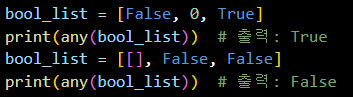 bool_list = [False, 0, True]
print(any(bool_list))  # 출력: True
bool_list = [[], False, False]
print(any(bool_list))  # 출력: False